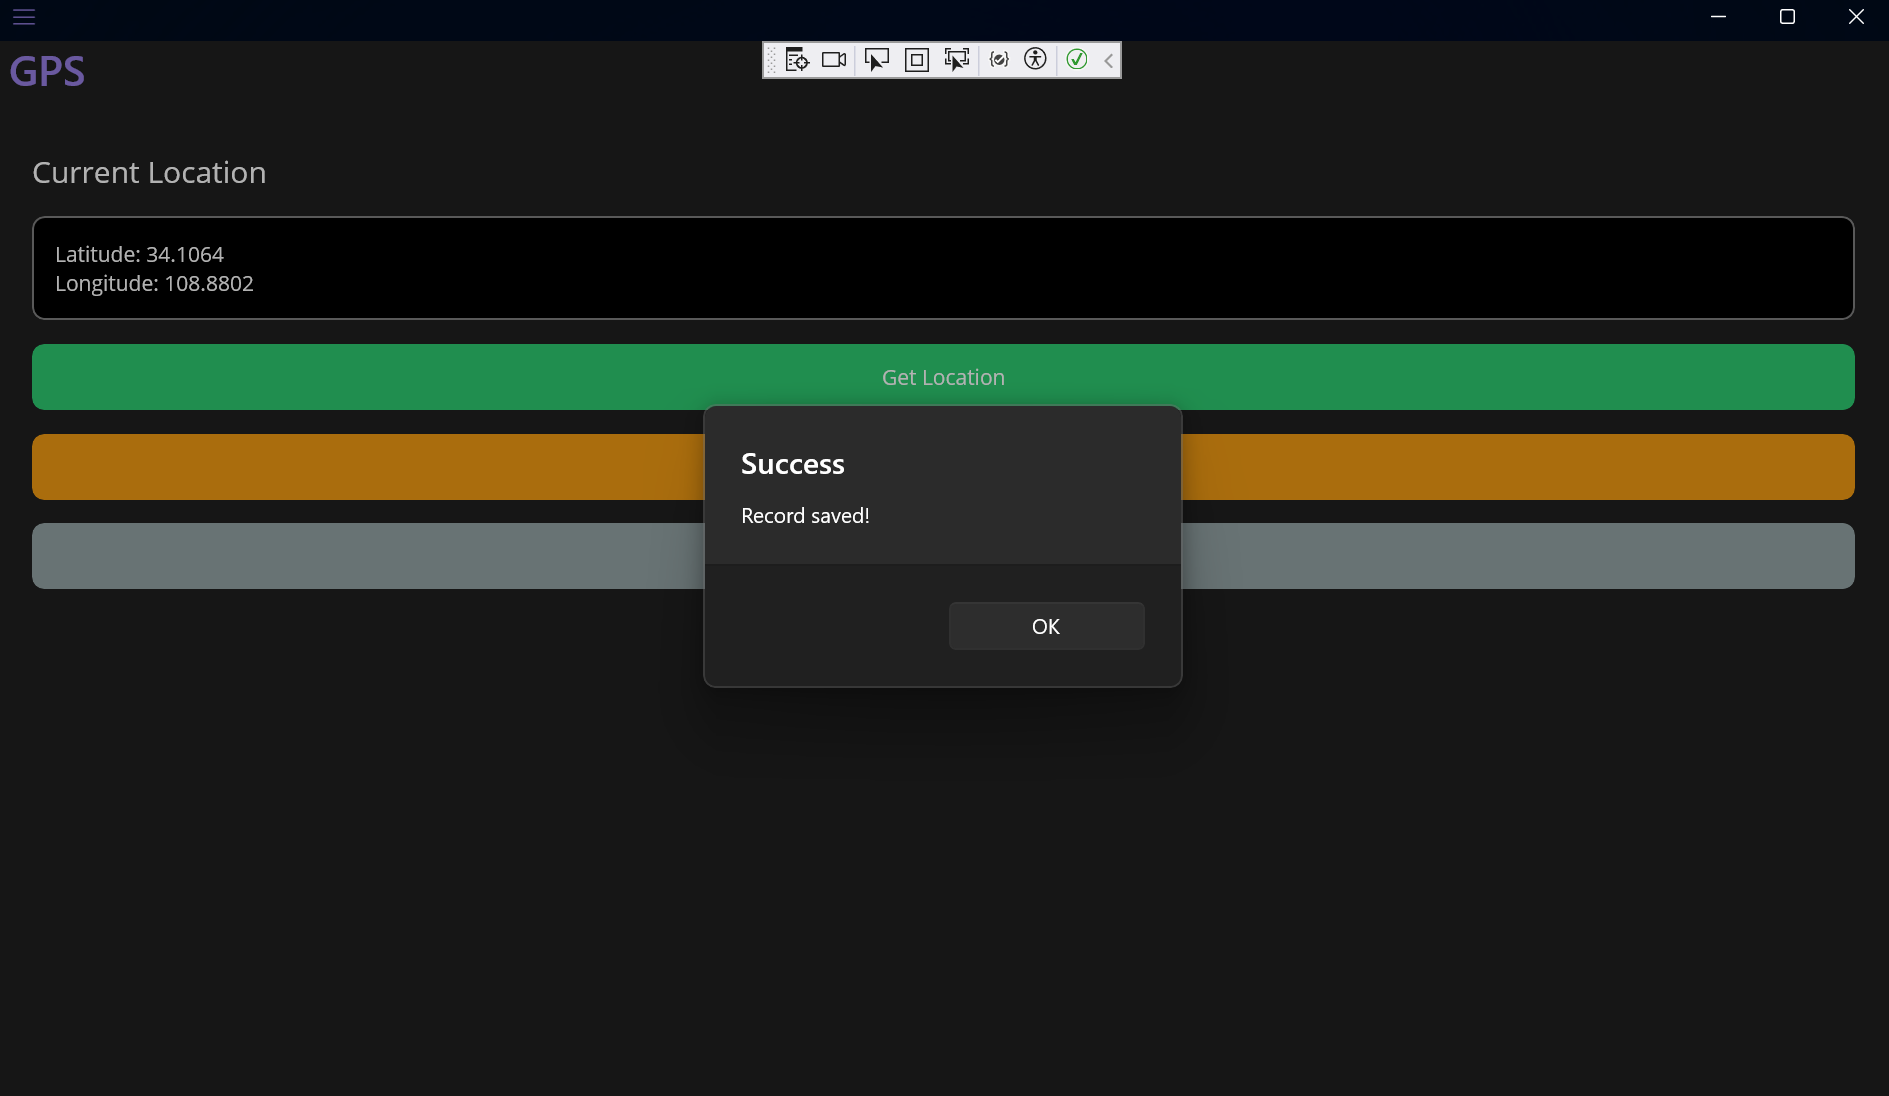 GPS
Current Location
Latitude: 34.1064
Longitude: 108.8802
Get Location
Success
Record saved!
OK